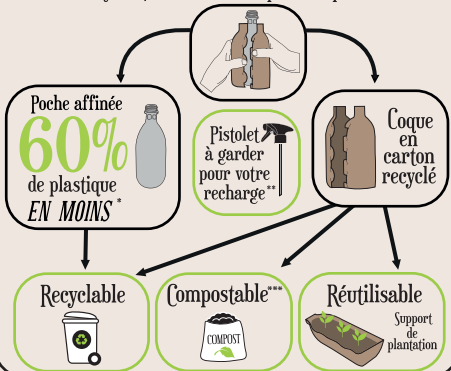 Poche affinée
60%
de plastique
EN MOINS*
Pistolet
à garder
pour votre
recharge**
Coque
en
carton
recyclé
Recyclable
Compostable***
COMPOST
Réutilisable
Support
de
plantation